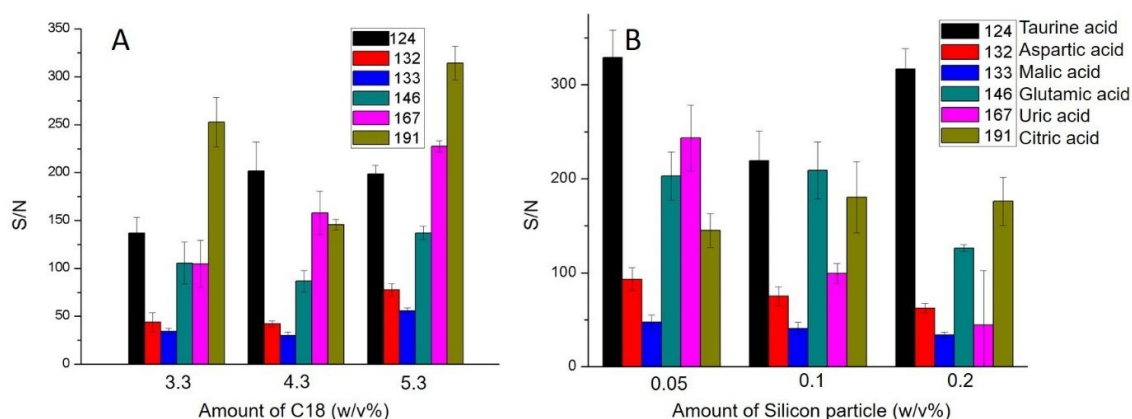 A
124
132
133
146
167
191
350
300
250
200
150
100
50
0
S/N
3.3 4.3 5.3
Amount of C18 (w/v%)
B
124 Taurine acid
132 Aspartic acid
133 Malic acid
146 Glutamic acid
167 Uric acid
191 Citric acid
300
200
100
0
S/N
0.05 0.1 0.2
Amount of Silicon particle (w/v%)